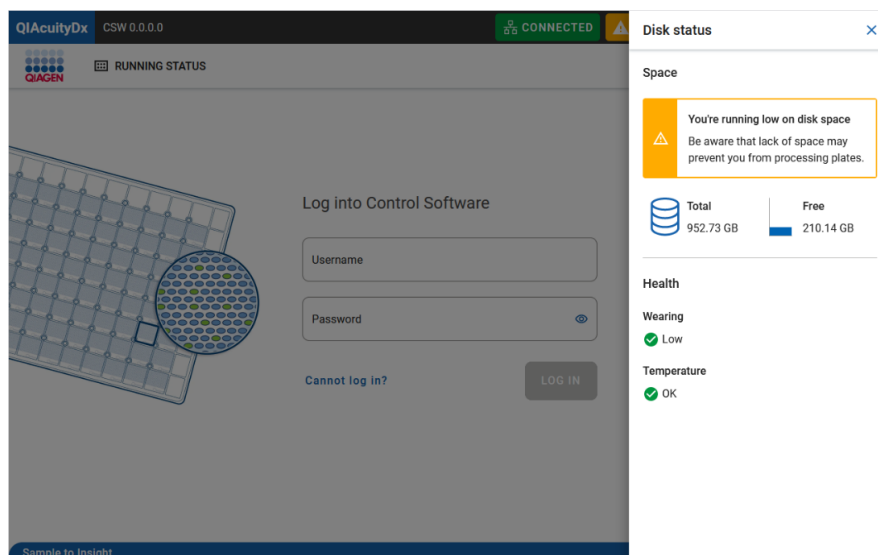 QIAcuityDx CSW 0.0.0.0 CONNECTED
QIAGEN
RUNNING STATUS
Log into Control Software
Username
Password
Cannot log in?
LOG IN
Sample to Insight
Disk status
Space
You're running low on disk space
Be aware that lack of space may
prevent you from processing plates.
Total
952.73 GB
Free
210.14 GB
Health
Wearing
Low
Temperature
OK